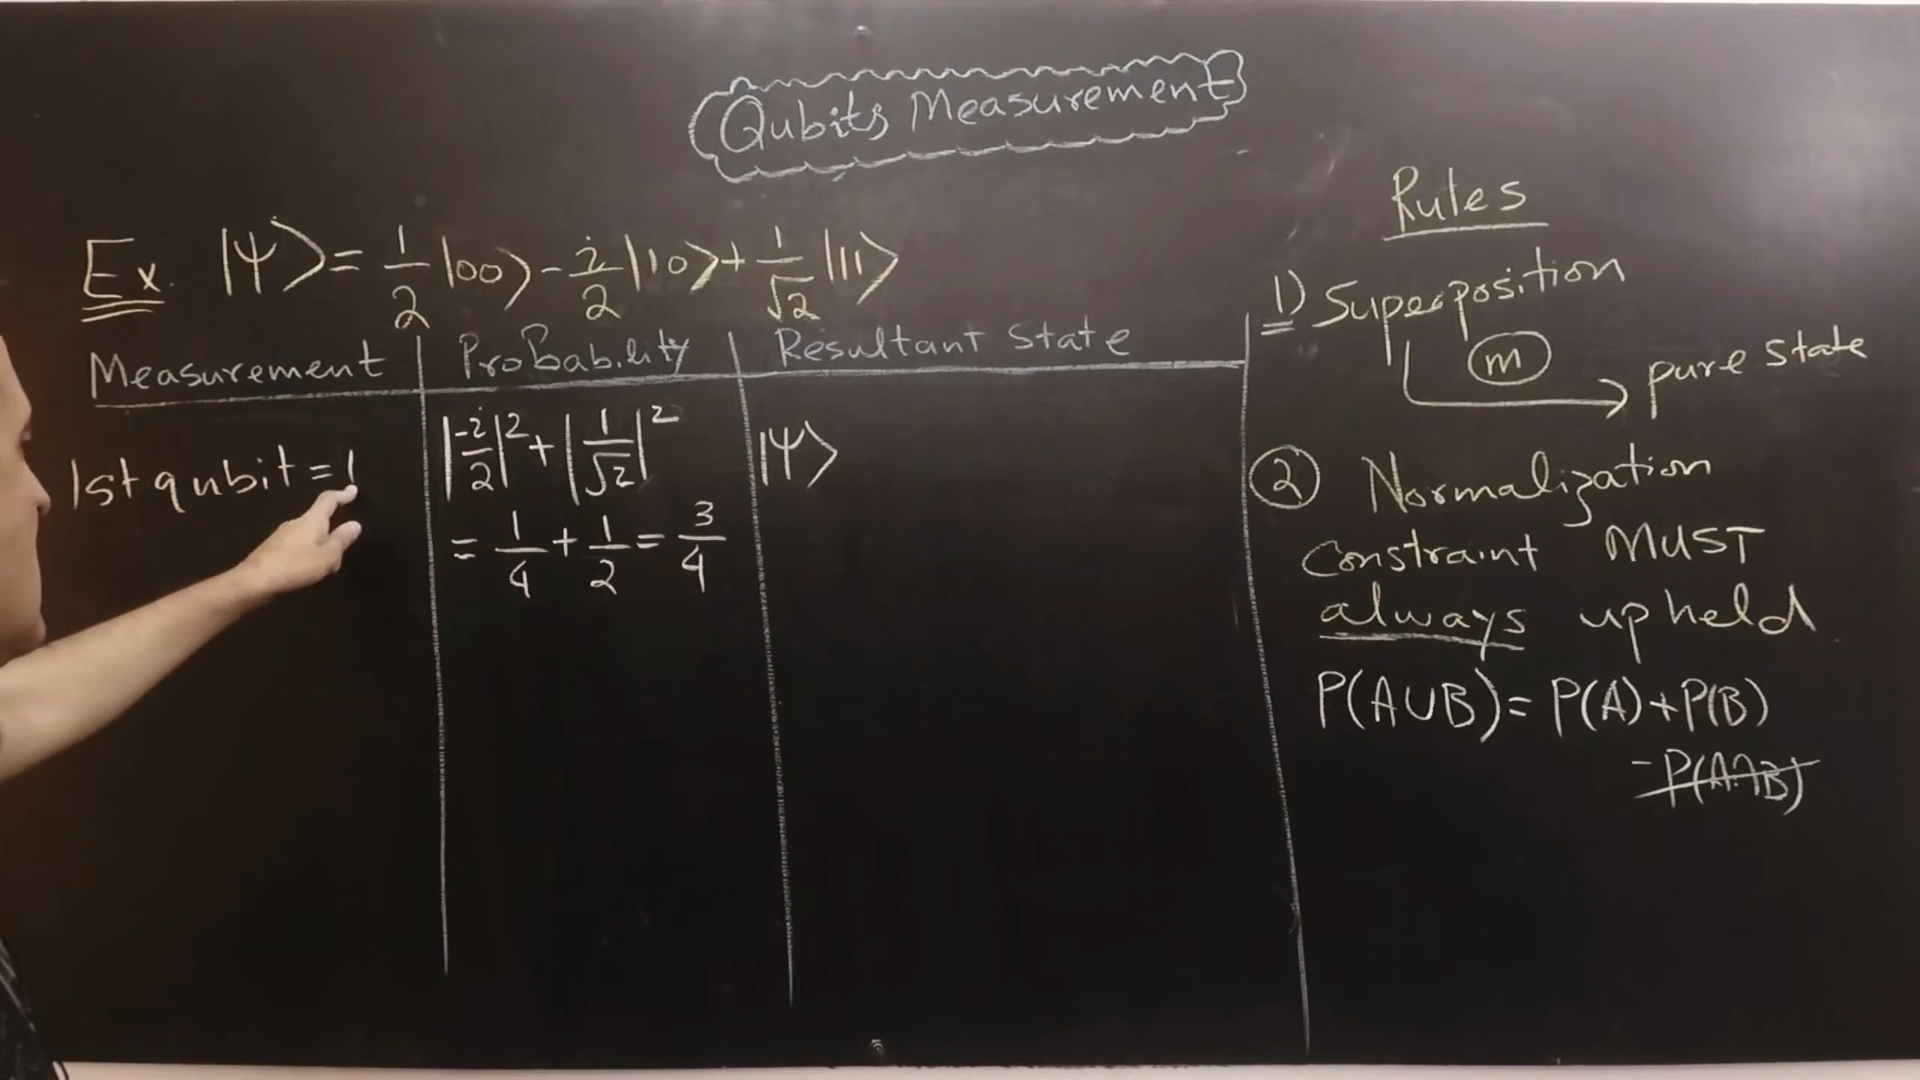 Qubits Measurement
Ex. |Ψ⟩ = 1/2 |00⟩ - i/2 |10⟩ + 1/√2 |11⟩
Measurement | Probability | Resultant State
1st qubit = 1
|-i/2|² + |1/√2|²
= 1/4 + 1/2 = 3/4
|Ψ⟩
Rules
1) Superposition
m → pure state
② Normalization
Constraint MUST
always upheld
P(A∪B) = P(A) + P(B)
- P(A∩B)